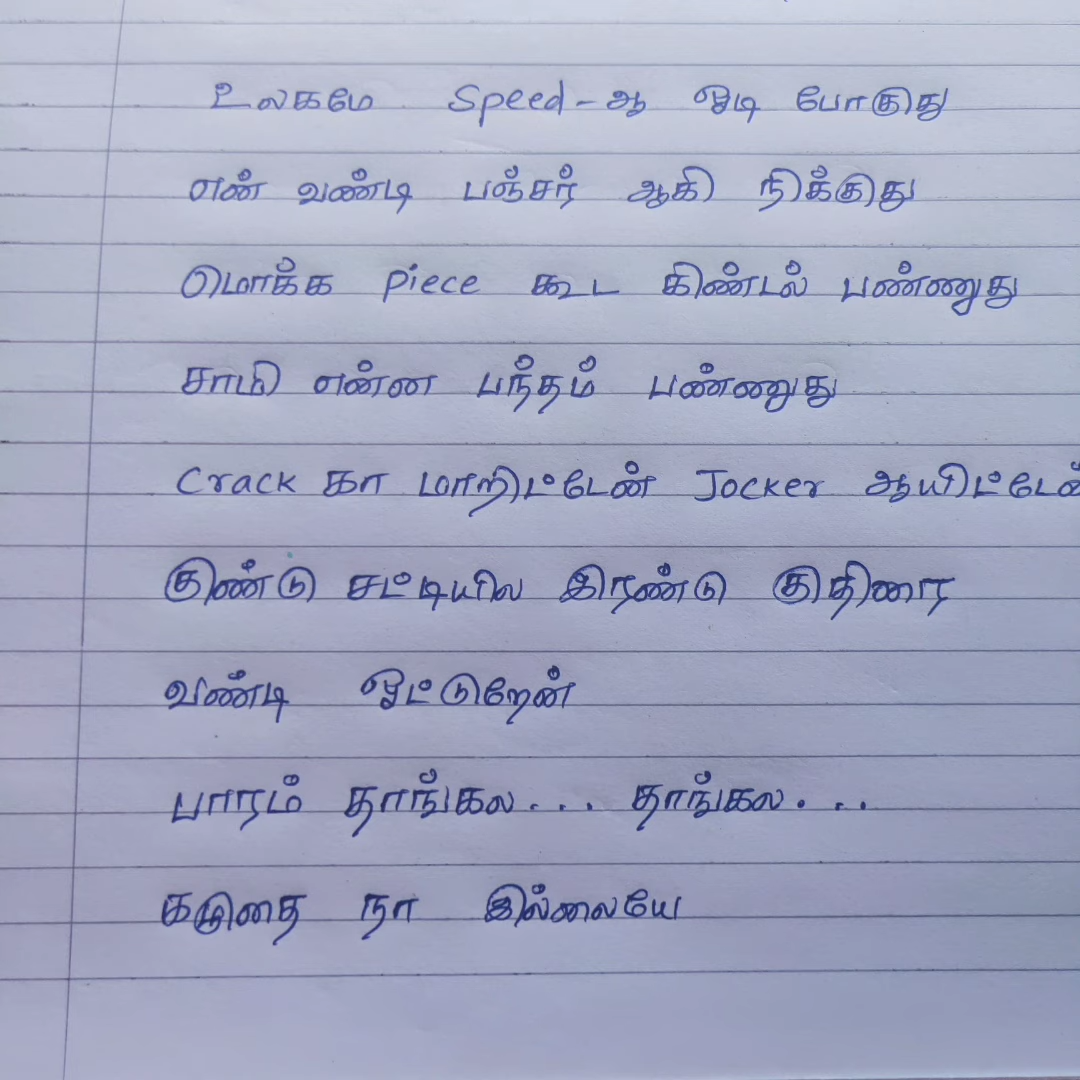 உலகமே Speed-ஆ ஓடி போகுது
என் வண்டி பஞ்சர் ஆகி நிக்குது
மொக்க piece கூட கிண்டல் பண்ணுது
சாமி என்ன பந்தம் பண்ணுது
Crack கா மாறிட்டேன் Jocker ஆயிட்டேன்
குண்டு சட்டியில இரண்டு குதிரை
வண்டி ஓட்டுறேன்
பாரம் தாங்கல... தாங்கல...
கழுதை நா இல்லையே